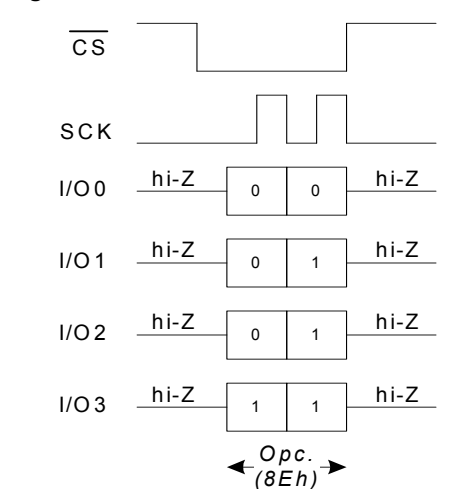 CS
SCK
I/O0 hi-Z 0 0 hi-Z
I/O1 hi-Z 0 1 hi-Z
I/O2 hi-Z 0 1 hi-Z
I/O3 hi-Z 1 1 hi-Z
Opc.
(8Eh)